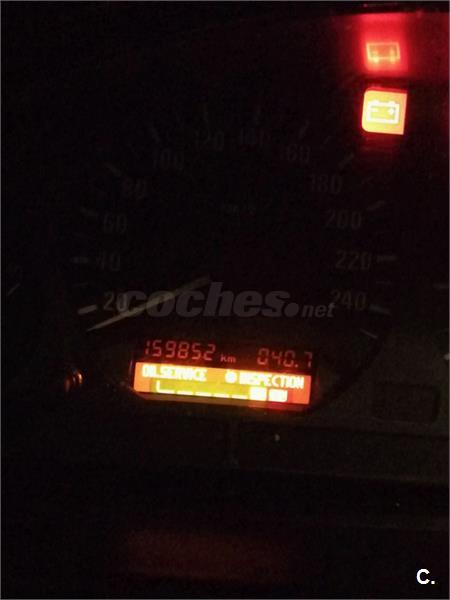 100 120 140 160
80 180
60 200
40 220
20 240
coches.net
159852 km 040.7
OILSERVICE INSPECTION
C.